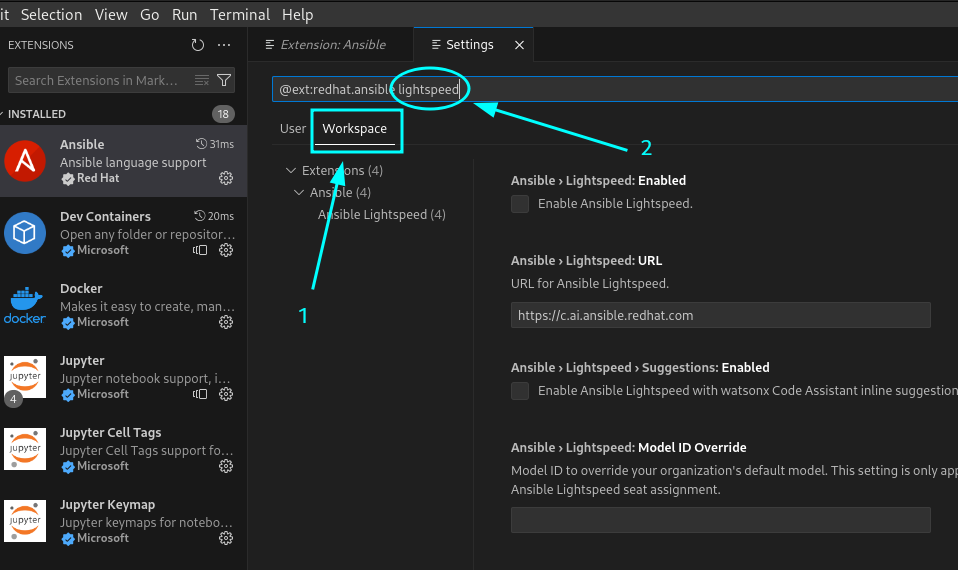 it Selection View Go Run Terminal Help
EXTENSIONS
Search Extensions in Mark...
INSTALLED 18
Ansible 31ms
Ansible language support
Red Hat
Dev Containers 20ms
Open any folder or repositor...
Microsoft
docker
Docker
Makes it easy to create, man...
Microsoft
jupyter
4
Jupyter
Jupyter notebook support, i...
Microsoft
jupyter
Jupyter Cell Tags
Jupyter Cell Tags support fo...
Microsoft
jupyter
Jupyter Keymap
Jupyter keymaps for notebo...
Microsoft
Extension: Ansible
Settings
@ext:redhat.ansible lightspeed
User Workspace
2
1
Extensions (4)
Ansible (4)
Ansible Lightspeed (4)
Ansible › Lightspeed: Enabled
Enable Ansible Lightspeed.
Ansible › Lightspeed: URL
URL for Ansible Lightspeed.
https://c.ai.ansible.redhat.com
Ansible › Lightspeed › Suggestions: Enabled
Enable Ansible Lightspeed with watsonx Code Assistant inline suggestion
Ansible › Lightspeed: Model ID Override
Model ID to override your organization's default model. This setting is only app
Ansible Lightspeed seat assignment.